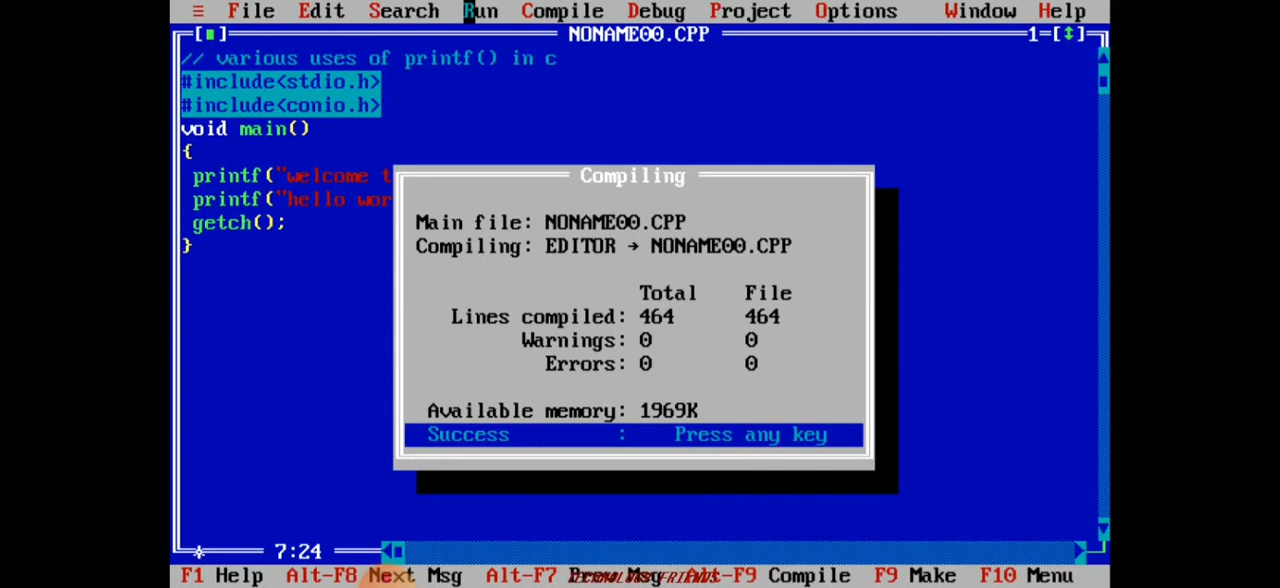 ≡ File Edit Search Run Compile Debug Project Options Window Help
NONAME00.CPP 1
// various uses of printf() in c
#include<stdio.h>
#include<conio.h>
void main()
{
printf("welcome t
printf("hello wor
getch();
}
Compiling
Main file: NONAME00.CPP
Compiling: EDITOR → NONAME00.CPP
Total File
Lines compiled: 464 464
Warnings: 0 0
Errors: 0 0
Available memory: 1969K
Success : Press any key
7:24
F1 Help Alt-F8 Next Msg Alt-F7 Msg Alt-F9 Compile F9 Make F10 Menu